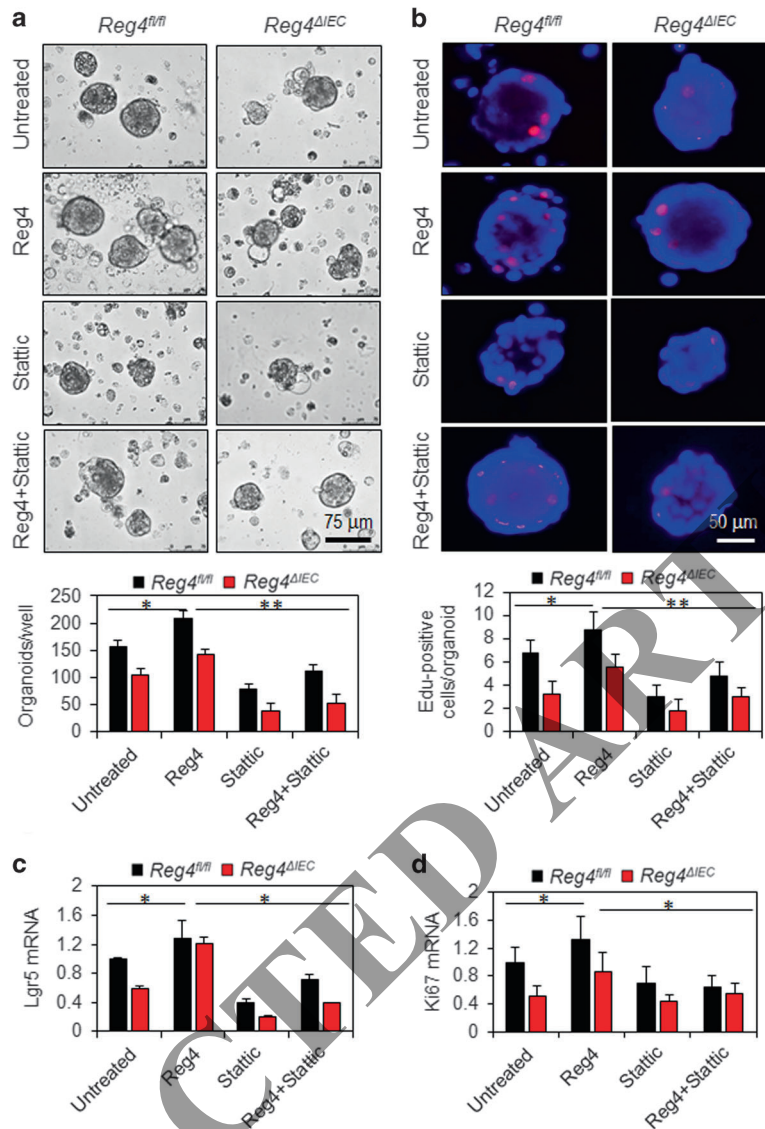 a
b
Reg4fl/fl
Reg4ΔIEC
Reg4fl/fl
Reg4ΔIEC
Untreated
Reg4
Stattic
Reg4+Stattic
75 µm
Untreated
Reg4
Stattic
Reg4+Stattic
50 µm
Reg4fl/fl
Reg4ΔIEC
Organoids/well
250
200
150
100
50
0
*
**
Untreated
Reg4
Stattic
Reg4+Stattic
Reg4fl/fl
Reg4ΔIEC
Edu-positive
cells/organoid
12
10
8
6
4
2
0
*
**
Untreated
Reg4
Stattic
Reg4+Stattic
c
Reg4fl/fl
Reg4ΔIEC
Lgr5 mRNA
2
1.6
1.2
0.8
0.4
0
*
*
Untreated
Reg4
Stattic
Reg4+Stattic
d
Reg4fl/fl
Reg4ΔIEC
Ki67 mRNA
2
1.6
1.2
0.8
0.4
0
*
*
Untreated
Reg4
Stattic
Reg4+Stattic
CTED ART